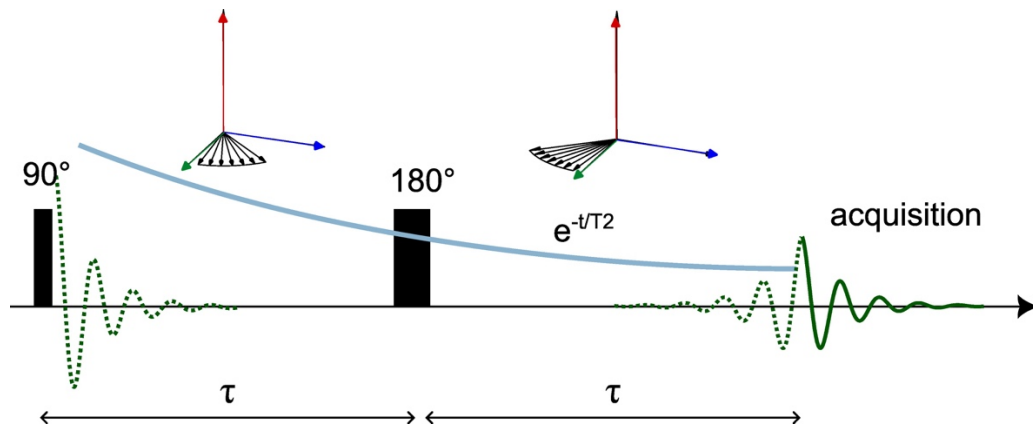 90°
180°
e^-t/T2
acquisition
τ
τ